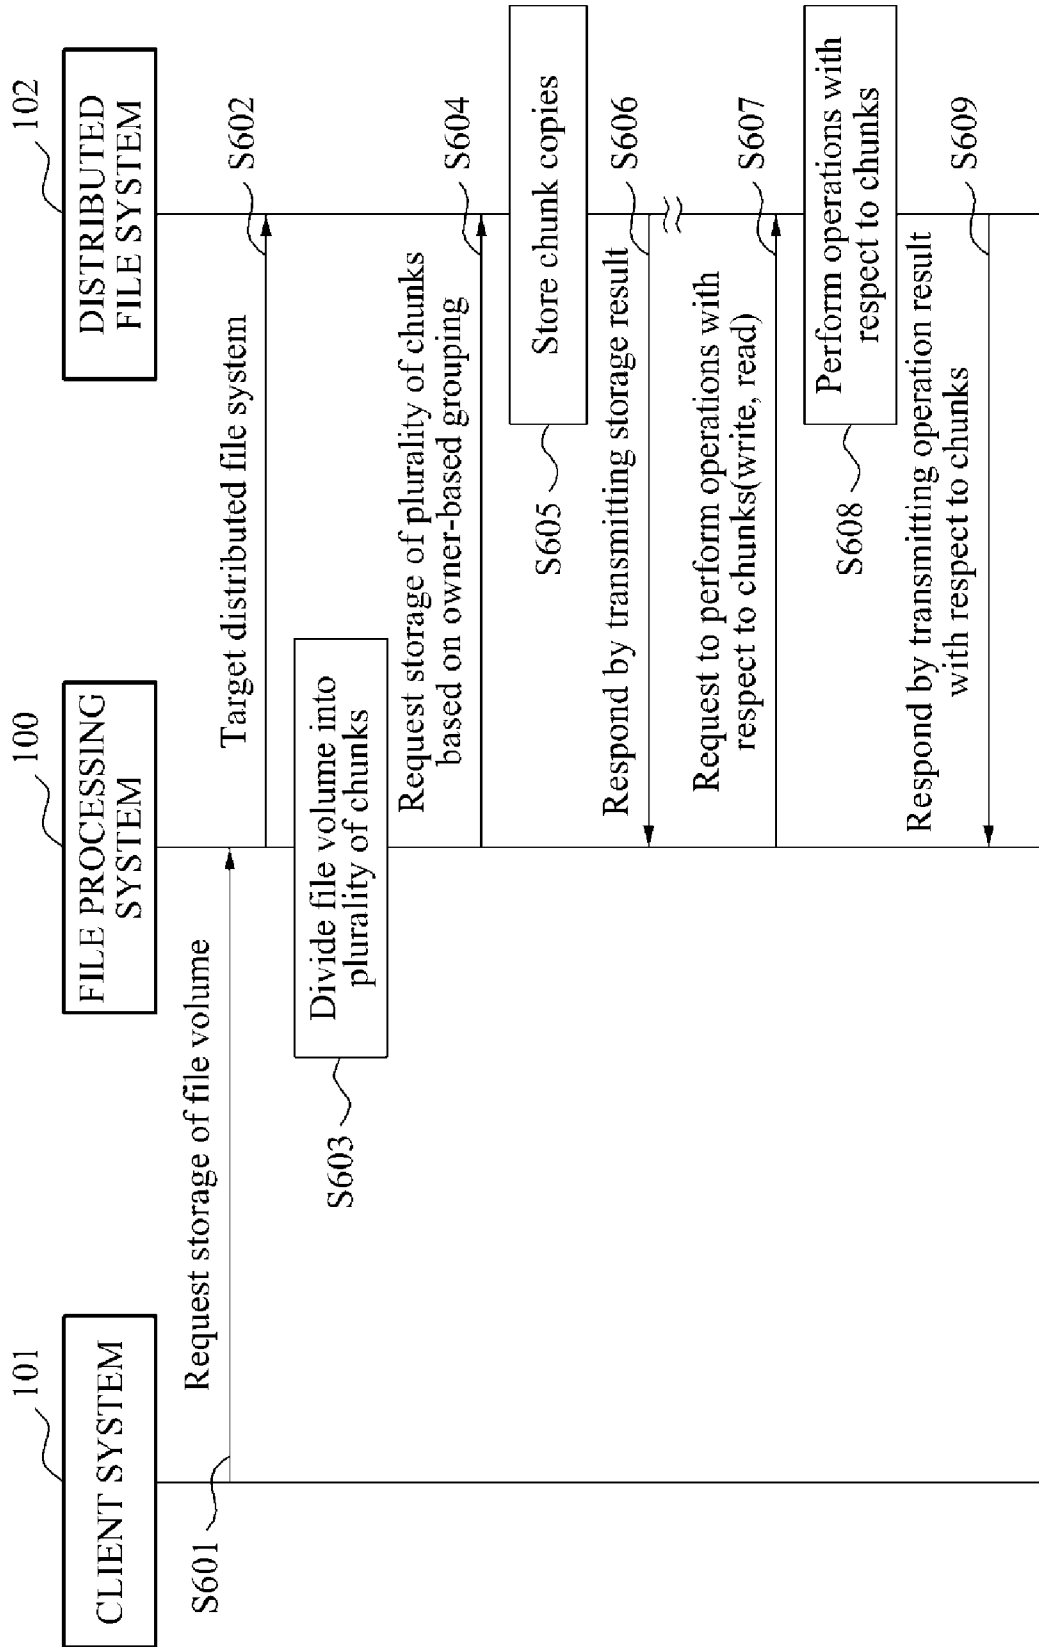 101
CLIENT SYSTEM
100
FILE PROCESSING
SYSTEM
102
DISTRIBUTED
FILE SYSTEM
S601
Request storage of file volume
Target distributed file system
S602
S603
Divide file volume into
plurality of chunks
Request storage of plurality of chunks
based on owner-based grouping
S604
S605
Store chunk copies
Respond by transmitting storage result
S606
Request to perform operations with
respect to chunks(write, read)
S607
S608
Perform operations with
respect to chunks
Respond by transmitting operation result
with respect to chunks
S609